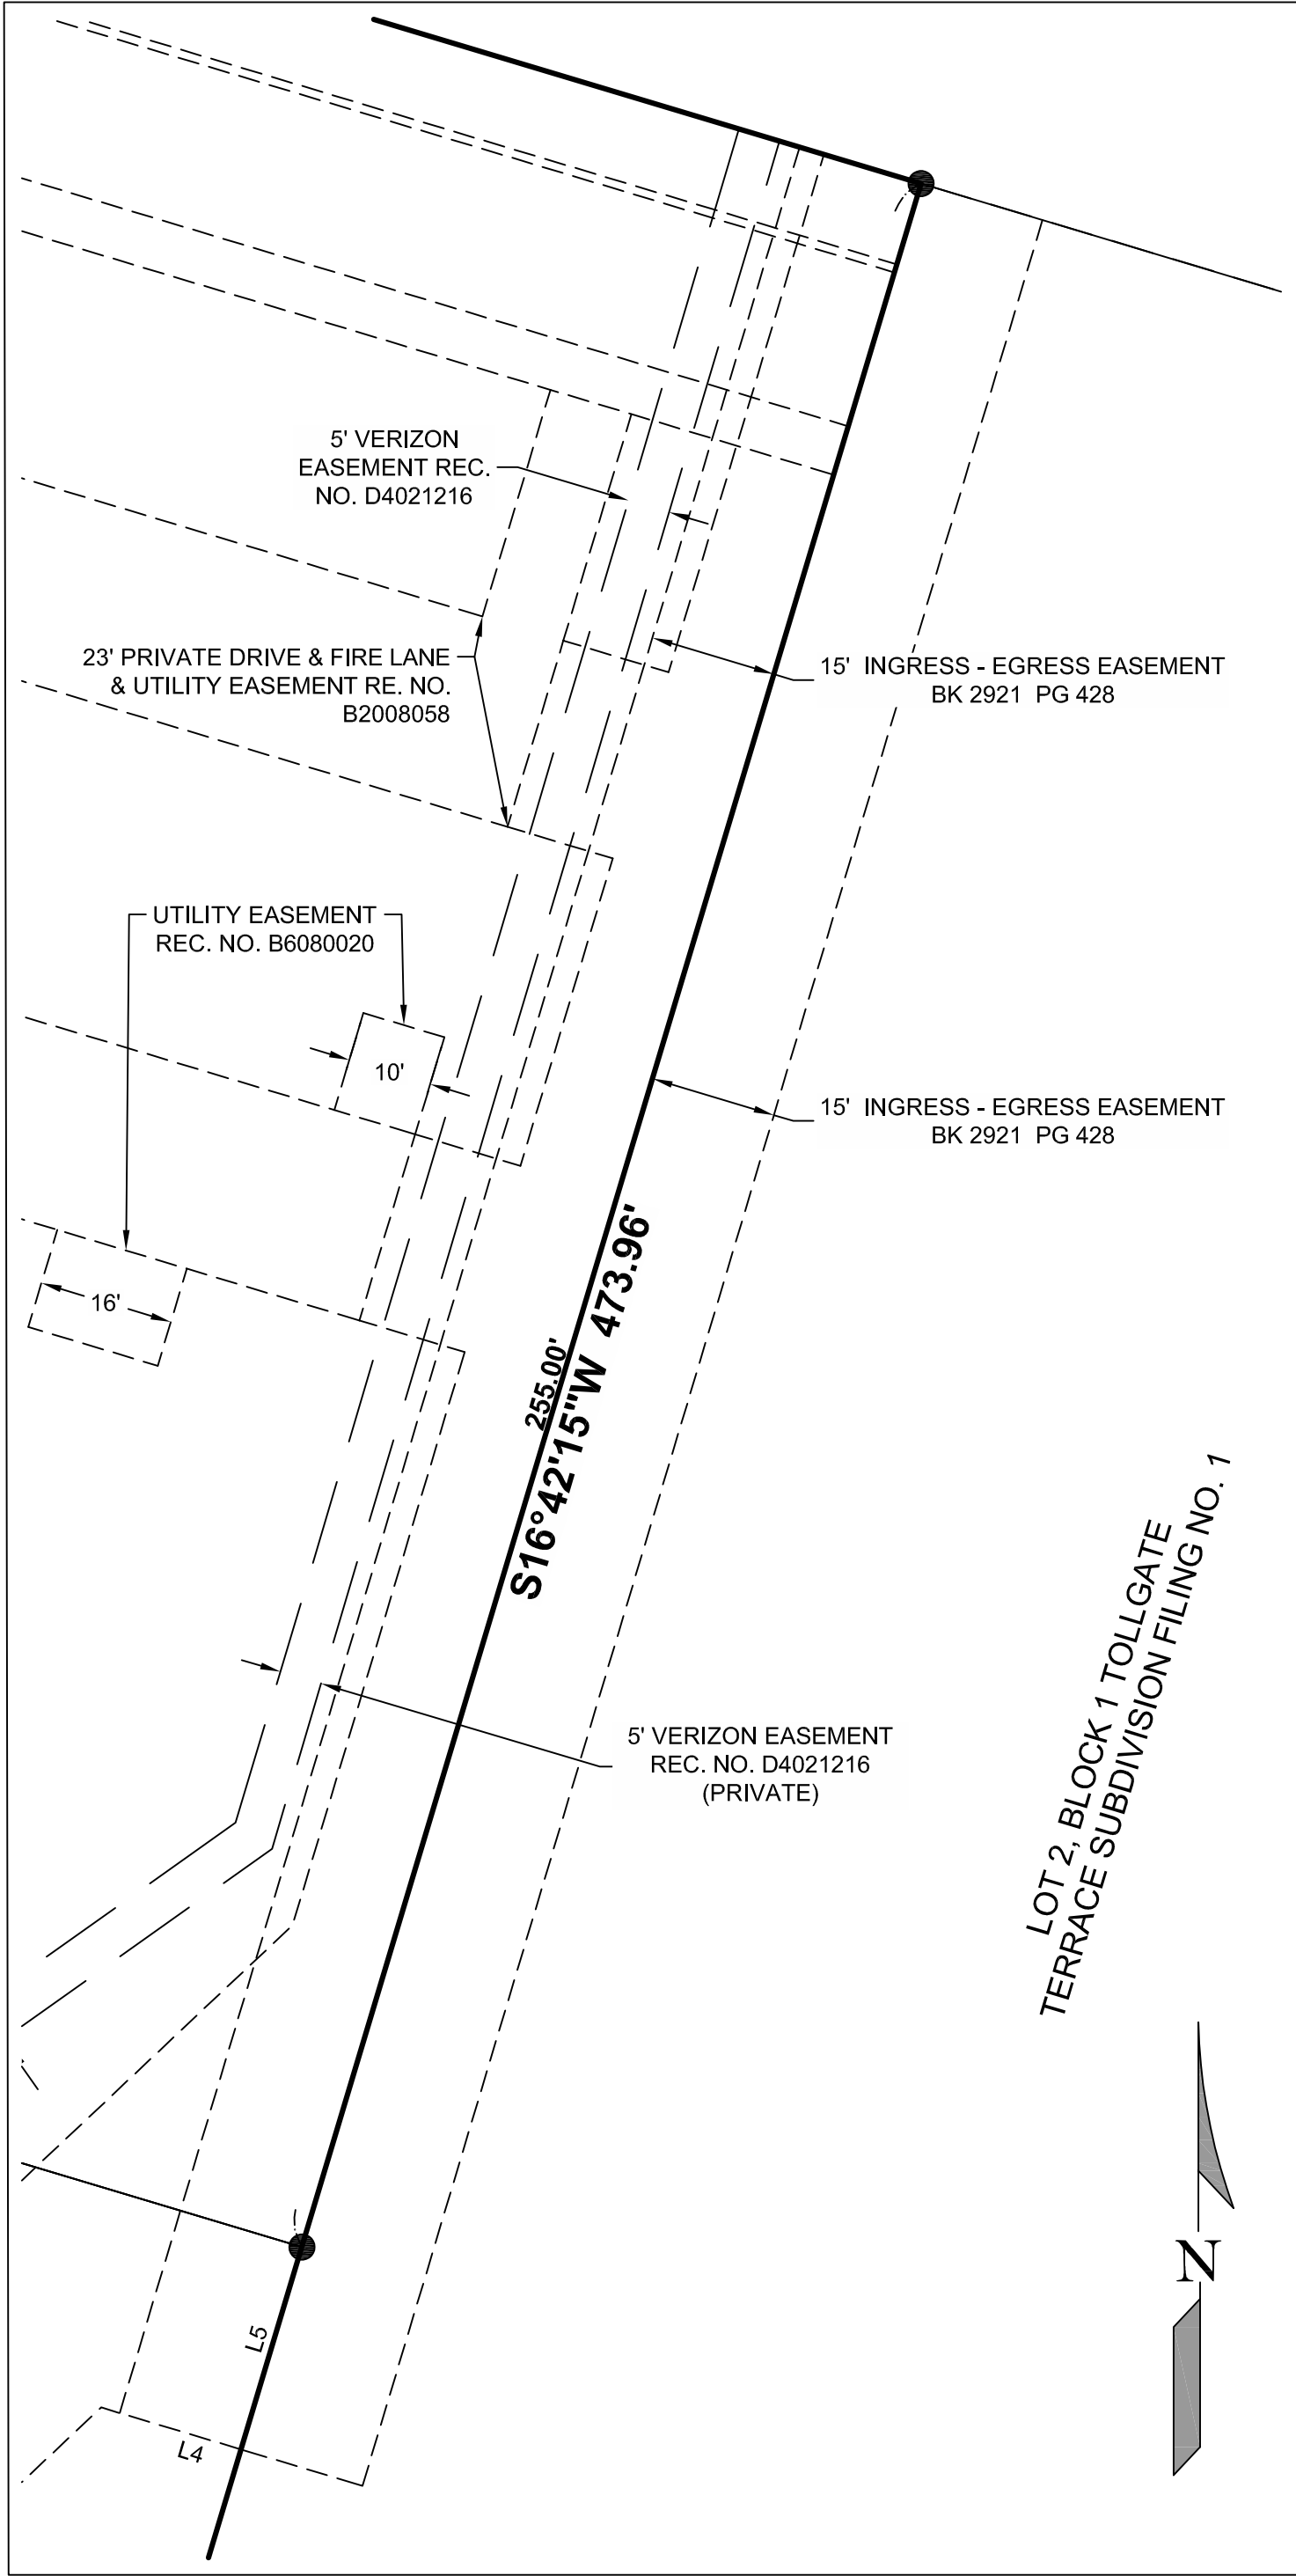 5' VERIZON
EASEMENT REC.
NO. D4021216
23' PRIVATE DRIVE & FIRE LANE
& UTILITY EASEMENT RE. NO.
B2008058
15' INGRESS - EGRESS EASEMENT
BK 2921 PG 428
UTILITY EASEMENT
REC. NO. B6080020
10'
15' INGRESS - EGRESS EASEMENT
BK 2921 PG 428
16'
255.00'
S16°42'15"W 473.96'
LOT 2, BLOCK 1 TOLLGATE
TERRACE SUBDIVISION FILING NO. 1
5' VERIZON EASEMENT
REC. NO. D4021216
(PRIVATE)
N
L5
L4